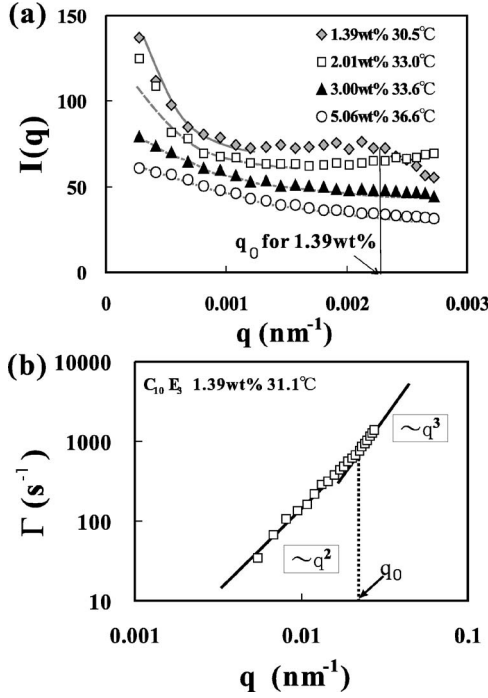 (a)
1.39wt% 30.5℃
2.01wt% 33.0℃
3.00wt% 33.6℃
5.06wt% 36.6℃
150
100
50
0
I(q)
q₀ for 1.39wt%
0
0.001
0.002
0.003
q (nm⁻¹)
(b)
C₁₀E₃ 1.39wt% 31.1℃
10000
1000
100
10
Γ (s⁻¹)
~q³
~q²
q₀
0.001
0.01
0.1
q (nm⁻¹)